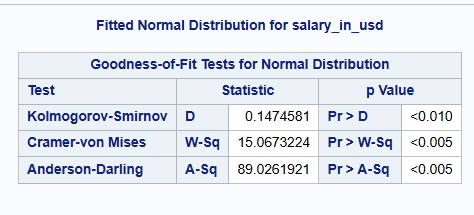 Fitted Normal Distribution for salary_in_usd
Goodness-of-Fit Tests for Normal Distribution
Test Statistic p Value
Kolmogorov-Smirnov D 0.1474581 Pr > D <0.010
Cramer-von Mises W-Sq 15.0673224 Pr > W-Sq <0.005
Anderson-Darling A-Sq 89.0261921 Pr > A-Sq <0.005